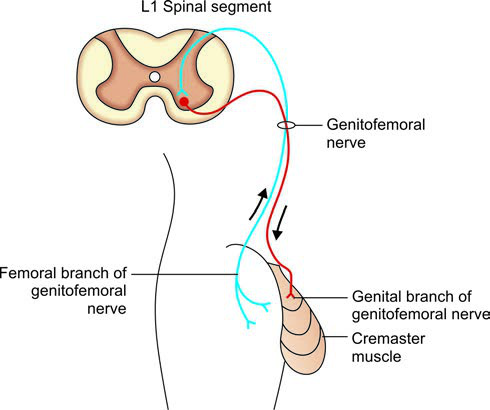 L1 Spinal segment
Genitofemoral
nerve
Femoral branch of
genitofemoral
nerve
Genital branch of
genitofemoral nerve
Cremaster
muscle